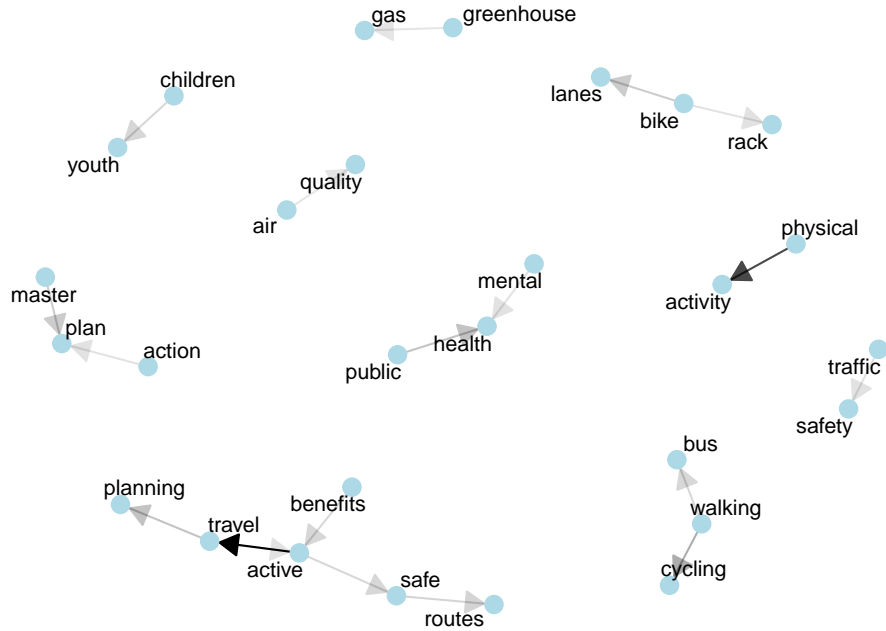 gas
greenhouse
children
lanes
bike
rack
youth
quality
air
physical
mental
master
activity
plan
action
health
public
traffic
safety
bus
planning
benefits
walking
travel
active
cycling
safe
routes